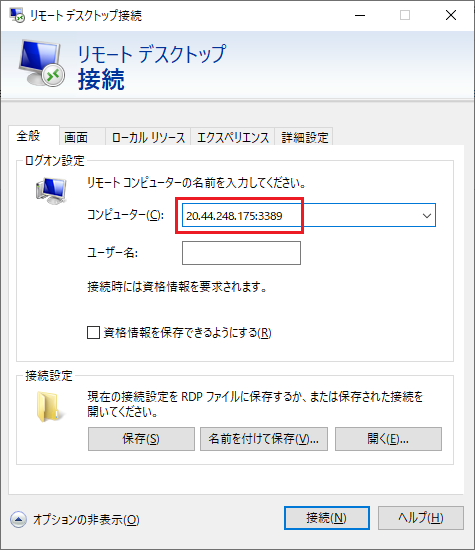 リモート デスクトップ接続
リモート デスクトップ
接続
全般 画面 ローカル リソース エクスペリエンス 詳細設定
ログオン設定
リモート コンピューターの名前を入力してください。
コンピューター(C): 20.44.248.175:3389
ユーザー名:
接続時には資格情報を要求されます。
資格情報を保存できるようにする(R)
接続設定
現在の接続設定を RDP ファイルに保存するか、または保存された接続を
開いてください。
保存(S) 名前を付けて保存(V)... 開く(E)...
オプションの非表示(O) 接続(N) ヘルプ(H)